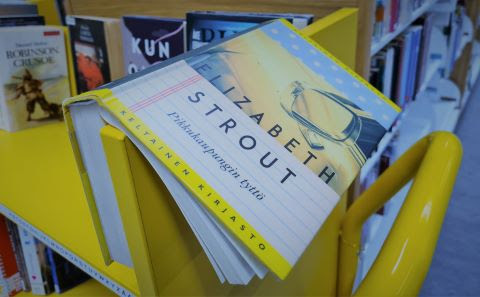 ROBINSON
CRUSOE
KUN
ELIZABETH
STROUT
Pikkukaupungin tyttö
KELTAINEN KIRJASTO